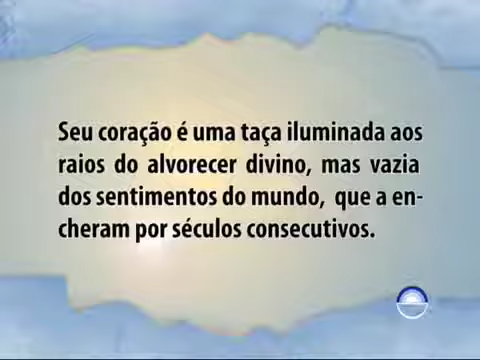 Seu coração é uma taça iluminada aos
raios do alvorecer divino, mas vazia
dos sentimentos do mundo, que a en-
cheram por séculos consecutivos.